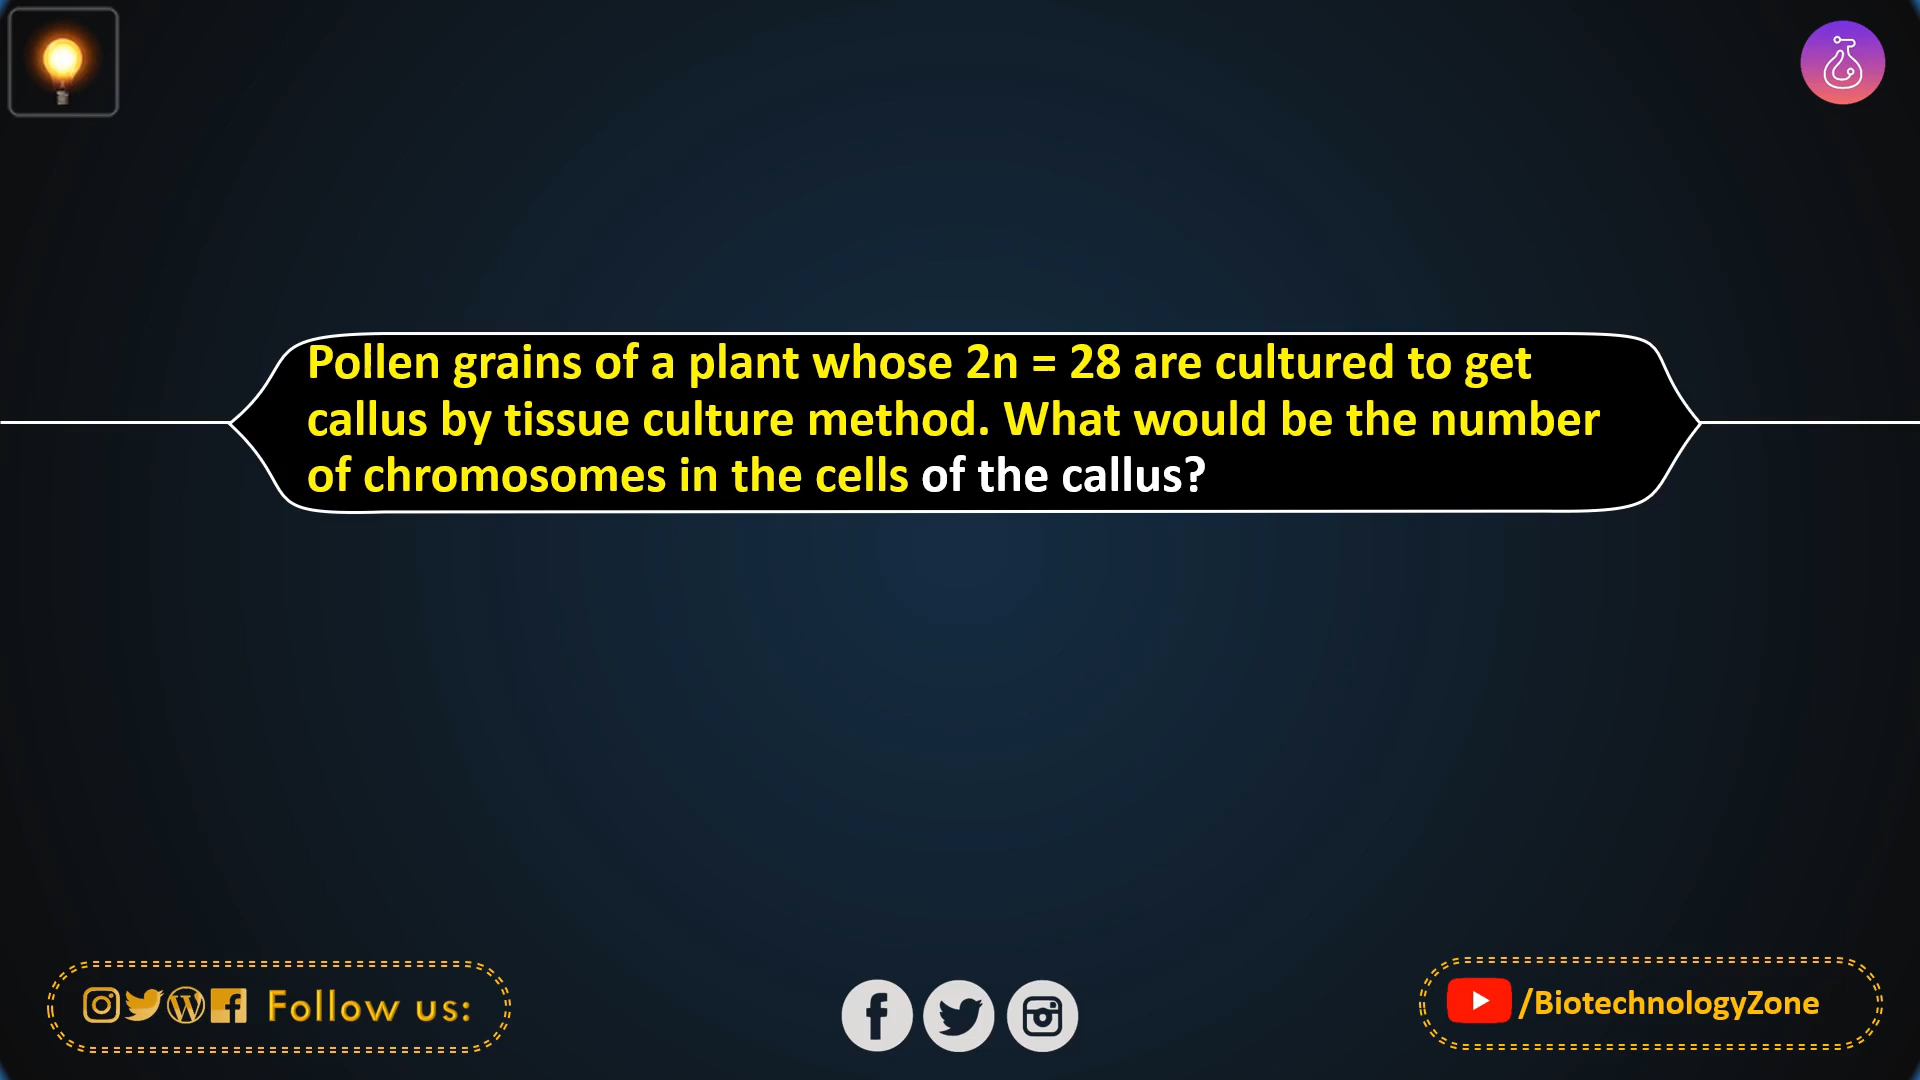 Pollen grains of a plant whose 2n = 28 are cultured to get
callus by tissue culture method. What would be the number
of chromosomes in the cells of the callus?
Follow us:
/BiotechnologyZone